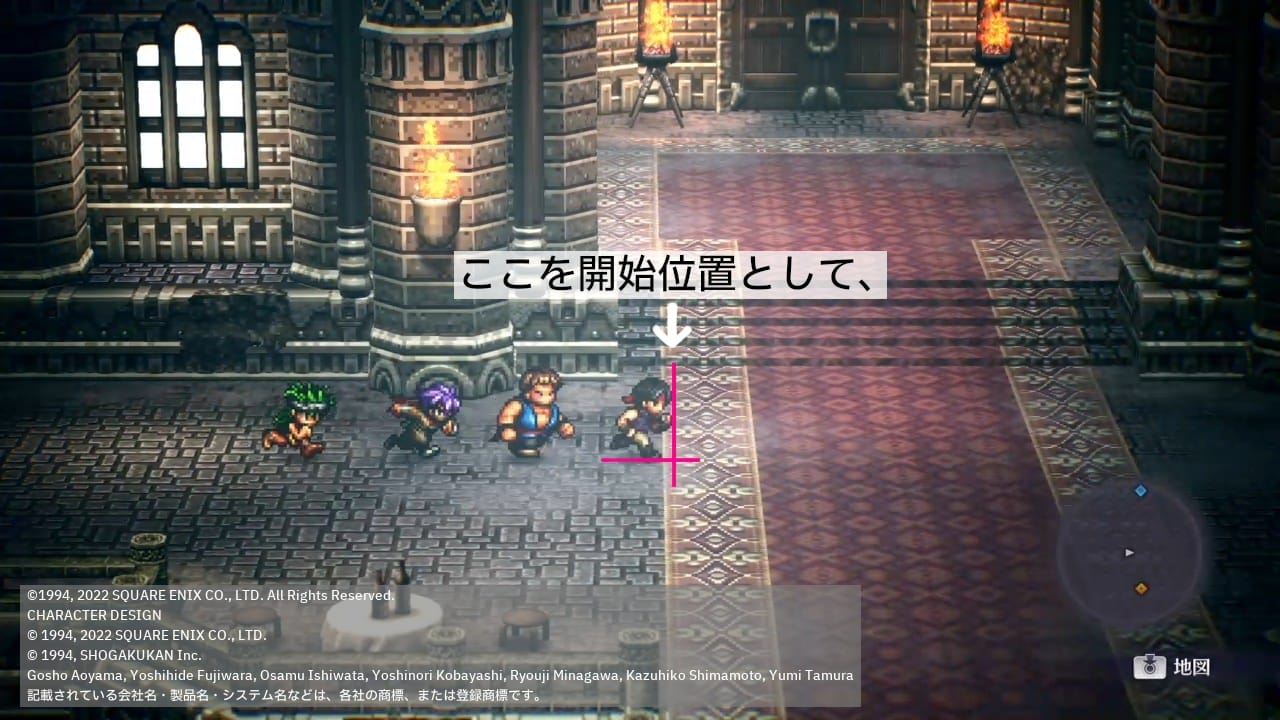 ここを開始位置として、
地図
©1994, 2022 SQUARE ENIX CO., LTD. All Rights Reserved.
CHARACTER DESIGN
© 1994, 2022 SQUARE ENIX CO., LTD.
© 1994, SHOGAKUKAN Inc.
Gosho Aoyama, Yoshihide Fujiwara, Osamu Ishiwata, Yoshinori Kobayashi, Ryouji Minagawa, Kazuhiko Shimamoto, Yumi Tamura
記載されている会社名・製品名・システム名などは、各社の商標、または登録商標です。